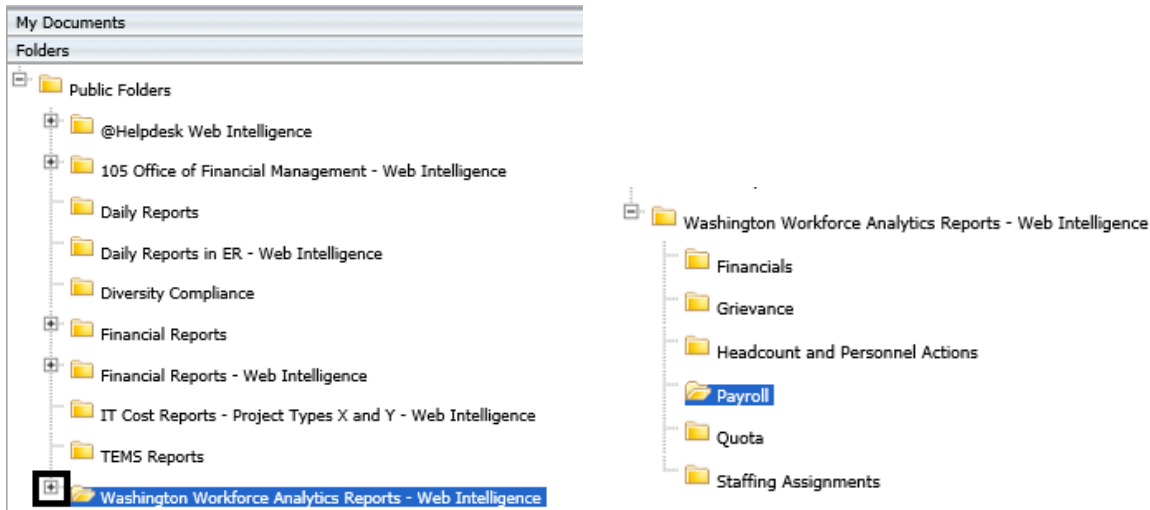 My Documents
Folders
Public Folders
@Helpdesk Web Intelligence
105 Office of Financial Management - Web Intelligence
Daily Reports
Daily Reports in ER - Web Intelligence
Diversity Compliance
Financial Reports
Financial Reports - Web Intelligence
IT Cost Reports - Project Types X and Y - Web Intelligence
TEMS Reports
Washington Workforce Analytics Reports - Web Intelligence
Washington Workforce Analytics Reports - Web Intelligence
Financials
Grievance
Headcount and Personnel Actions
Payroll
Quota
Staffing Assignments